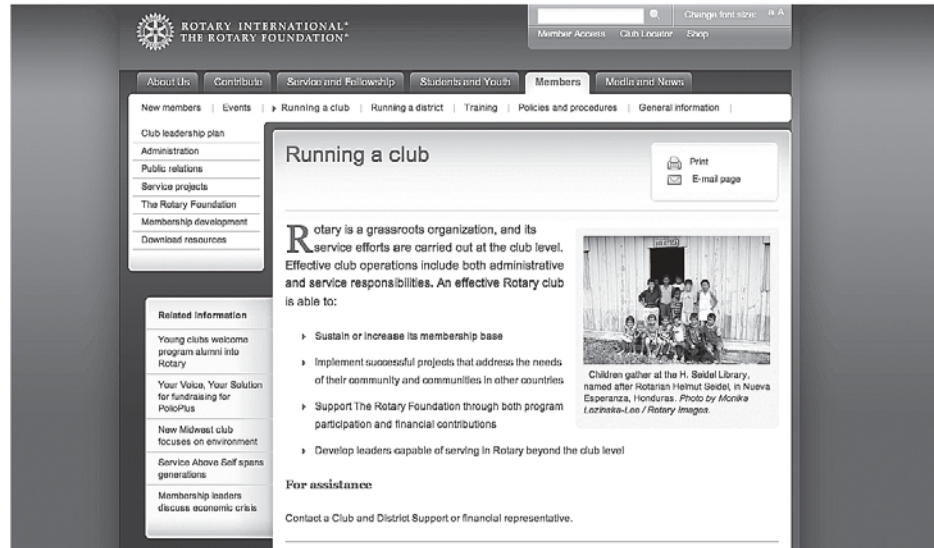 ROTARY INTERNATIONAL®
THE ROTARY FOUNDATION®
Change font size: a A
Member Access Club Locator Shop
About Us Contribute Service and Fellowship Students and Youth Members Media and News
New members | Events | Running a club | Running a district | Training | Policies and procedures | General information |
Club leadership plan
Administration
Public relations
Service projects
The Rotary Foundation
Membership development
Download resources
Related Information
Young clubs welcome
program alumni into
Rotary
Your Voice, Your Solution
for fundraising for
PolioPlus
New Midwest club
focuses on environment
Service Above Self spans
generations
Membership leaders
discuss economic crisis
Running a club
Print
E-mail page
Rotary is a grassroots organization, and its
service efforts are carried out at the club level.
Effective club operations include both administrative
and service responsibilities. An effective Rotary club
is able to:
Sustain or increase its membership base
Implement successful projects that address the needs
of their community and communities in other countries
Support The Rotary Foundation through both program
participation and financial contributions
Develop leaders capable of serving in Rotary beyond the club level
Children gather at the H. Seidel Library,
named after Rotarian Helmut Seidel, in Nueva
Esperanza, Honduras. Photo by Monika
Lozinska-Lee / Rotary Images.
For assistance
Contact a Club and District Support or financial representative.